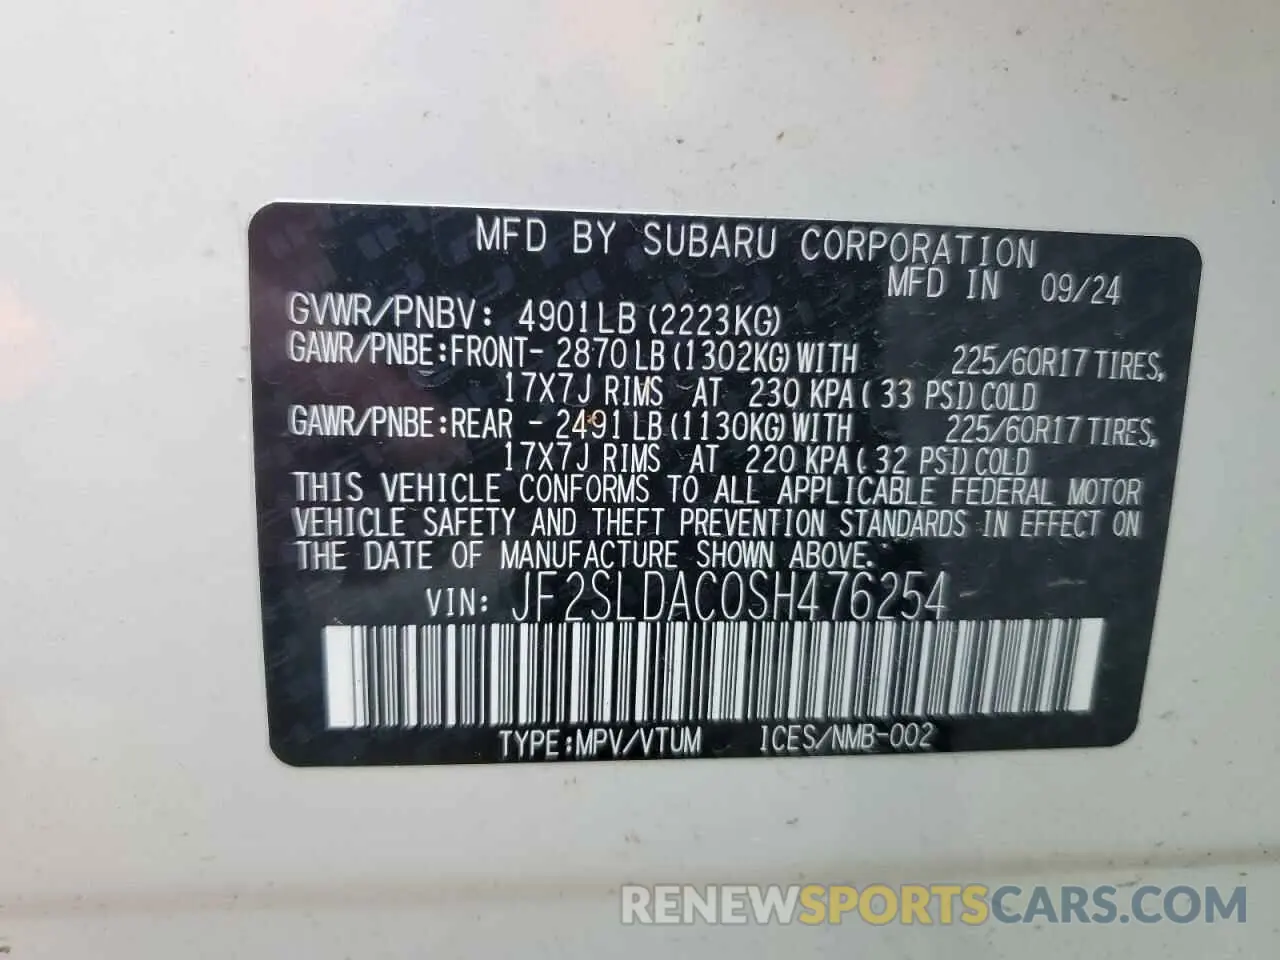 MFD BY SUBARU CORPORATION
MFD IN 09/24
GVWR/PNBV: 4901LB (2223KG)
GAWR/PNBE:FRONT- 2870LB(1302KG)WITH 225/60R17 TIRES,
17X7J RIMS AT 230 KPA( 33 PSI)COLD
GAWR/PNBE:REAR - 2491LB(1130KG)WITH 225/60R17 TIRES,
17X7J RIMS AT 220 KPA( 32 PSI)COLD
THIS VEHICLE CONFORMS TO ALL APPLICABLE FEDERAL MOTOR
VEHICLE SAFETY AND THEFT PREVENTION STANDARDS IN EFFECT ON
THE DATE OF MANUFACTURE SHOWN ABOVE.
VIN: JF2SLDAC0SH476254
TYPE:MPV/VTUM ICES/NMB-002
RENEWSPORTSCARS.COM